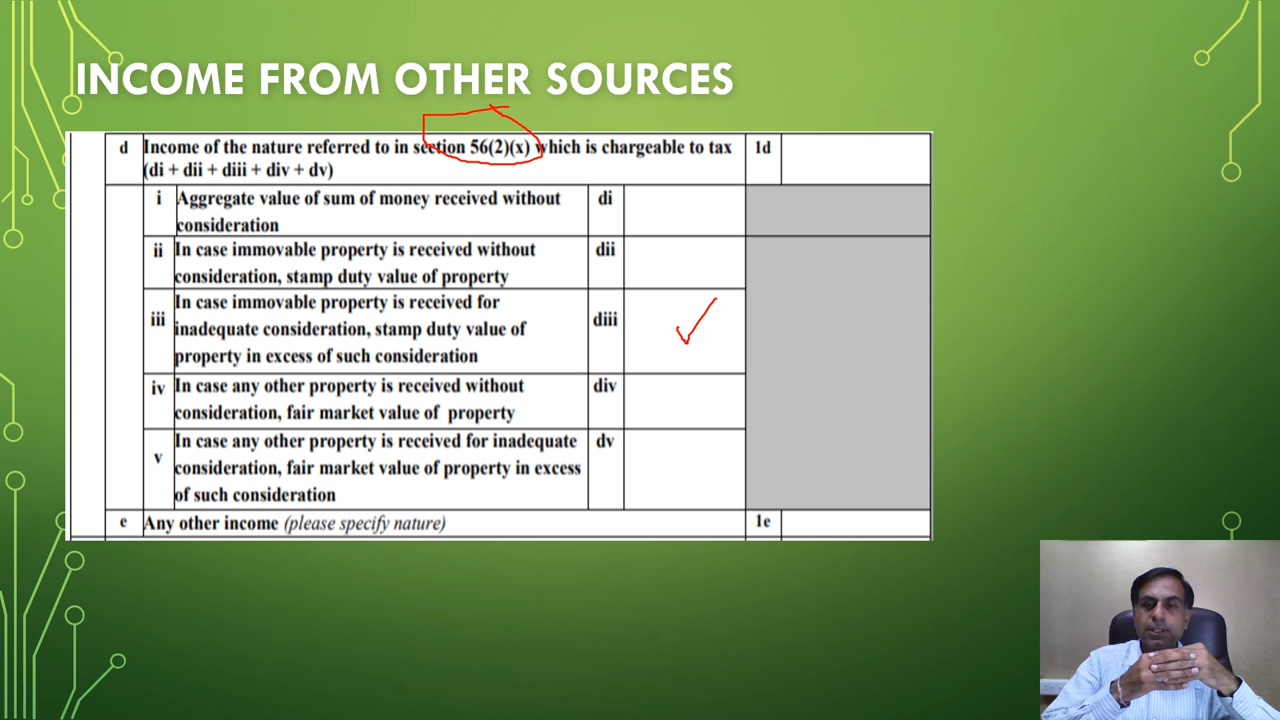 INCOME FROM OTHER SOURCES
d Income of the nature referred to in section 56(2)(x) which is chargeable to tax 1d
(di + dii + diii + div + dv)
i Aggregate value of sum of money received without di
consideration
ii In case immovable property is received without dii
consideration, stamp duty value of property
In case immovable property is received for
iii inadequate consideration, stamp duty value of diii
property in excess of such consideration
iv In case any other property is received without div
consideration, fair market value of property
In case any other property is received for inadequate dv
v consideration, fair market value of property in excess
of such consideration
e Any other income (please specify nature) 1e